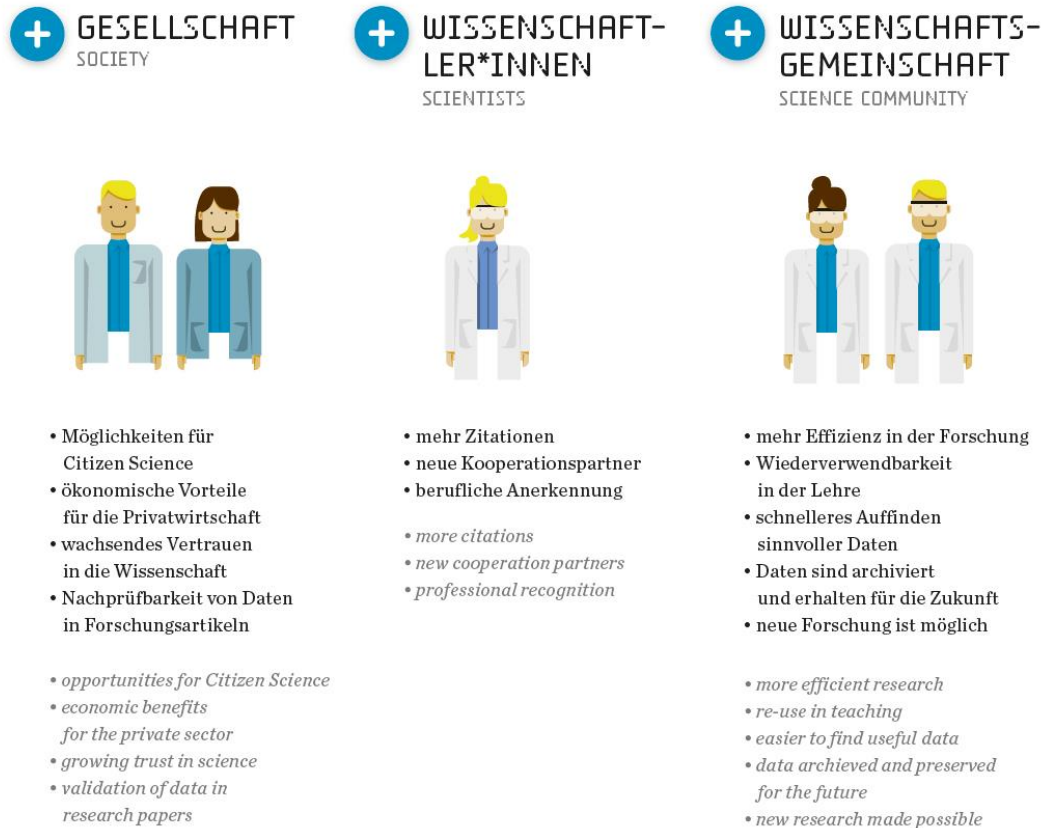 GESELLSCHAFT
SOCIETY
• Möglichkeiten für
Citizen Science
• ökonomische Vorteile
für die Privatwirtschaft
• wachsendes Vertrauen
in die Wissenschaft
• Nachprüfbarkeit von Daten
in Forschungsartikeln
• opportunities for Citizen Science
• economic benefits
for the private sector
• growing trust in science
• validation of data in
research papers
WISSENSCHAFT-
LER*INNEN
SCIENTISTS
• mehr Zitationen
• neue Kooperationspartner
• berufliche Anerkennung
• more citations
• new cooperation partners
• professional recognition
WISSENSCHAFTS-
GEMEINSCHAFT
SCIENCE COMMUNITY
• mehr Effizienz in der Forschung
• Wiederverwendbarkeit
in der Lehre
• schnelleres Auffinden
sinnvoller Daten
• Daten sind archiviert
und erhalten für die Zukunft
• neue Forschung ist möglich
• more efficient research
• re-use in teaching
• easier to find useful data
• data archieved and preserved
for the future
• new research made possible